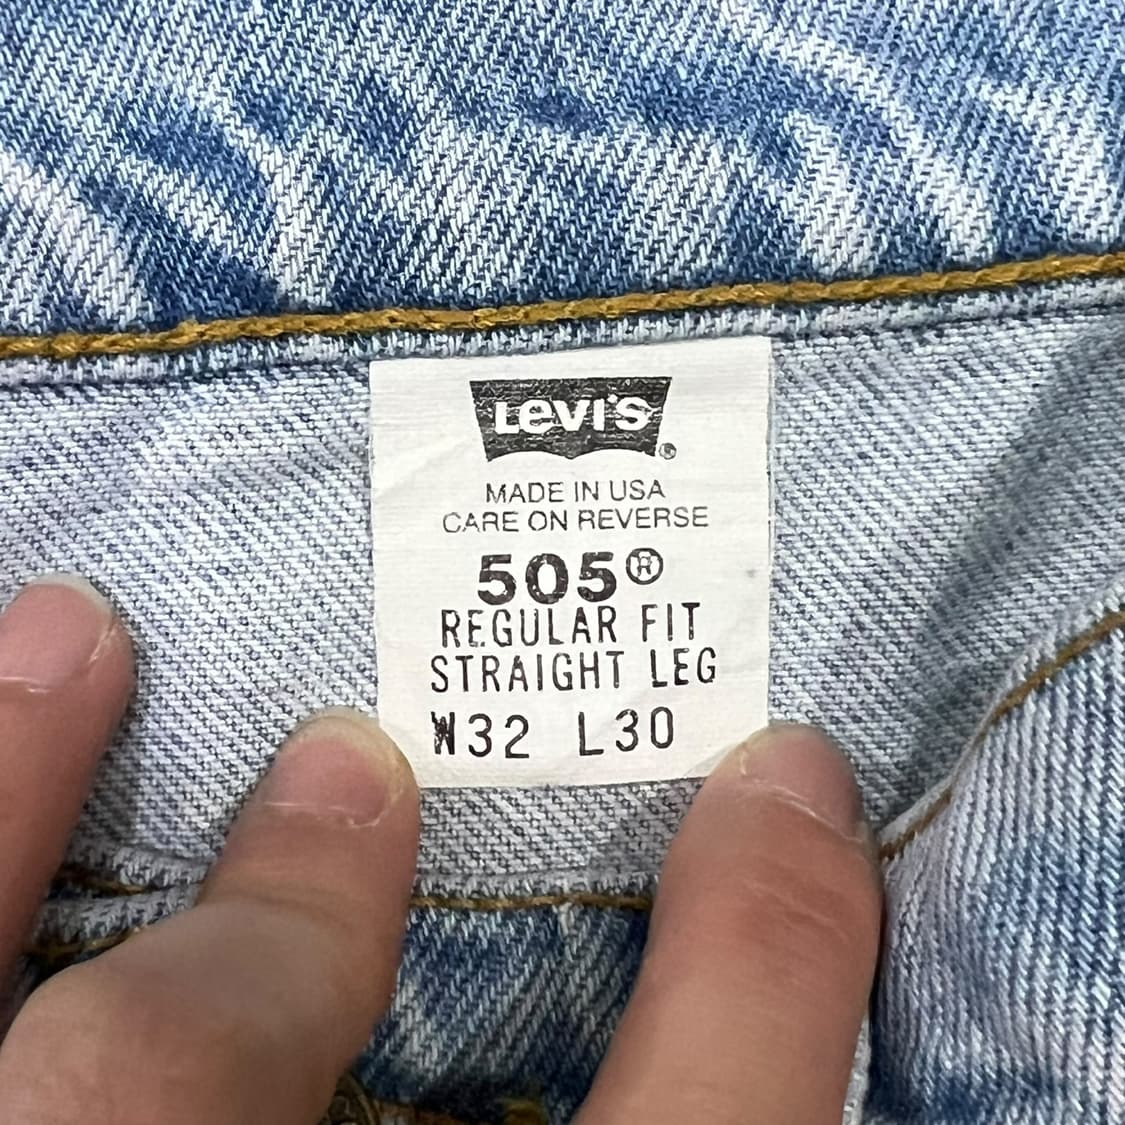 LEVI'S ®
MADE IN USA
CARE ON REVERSE
505®
REGULAR FIT
STRAIGHT LEG
W32 L30